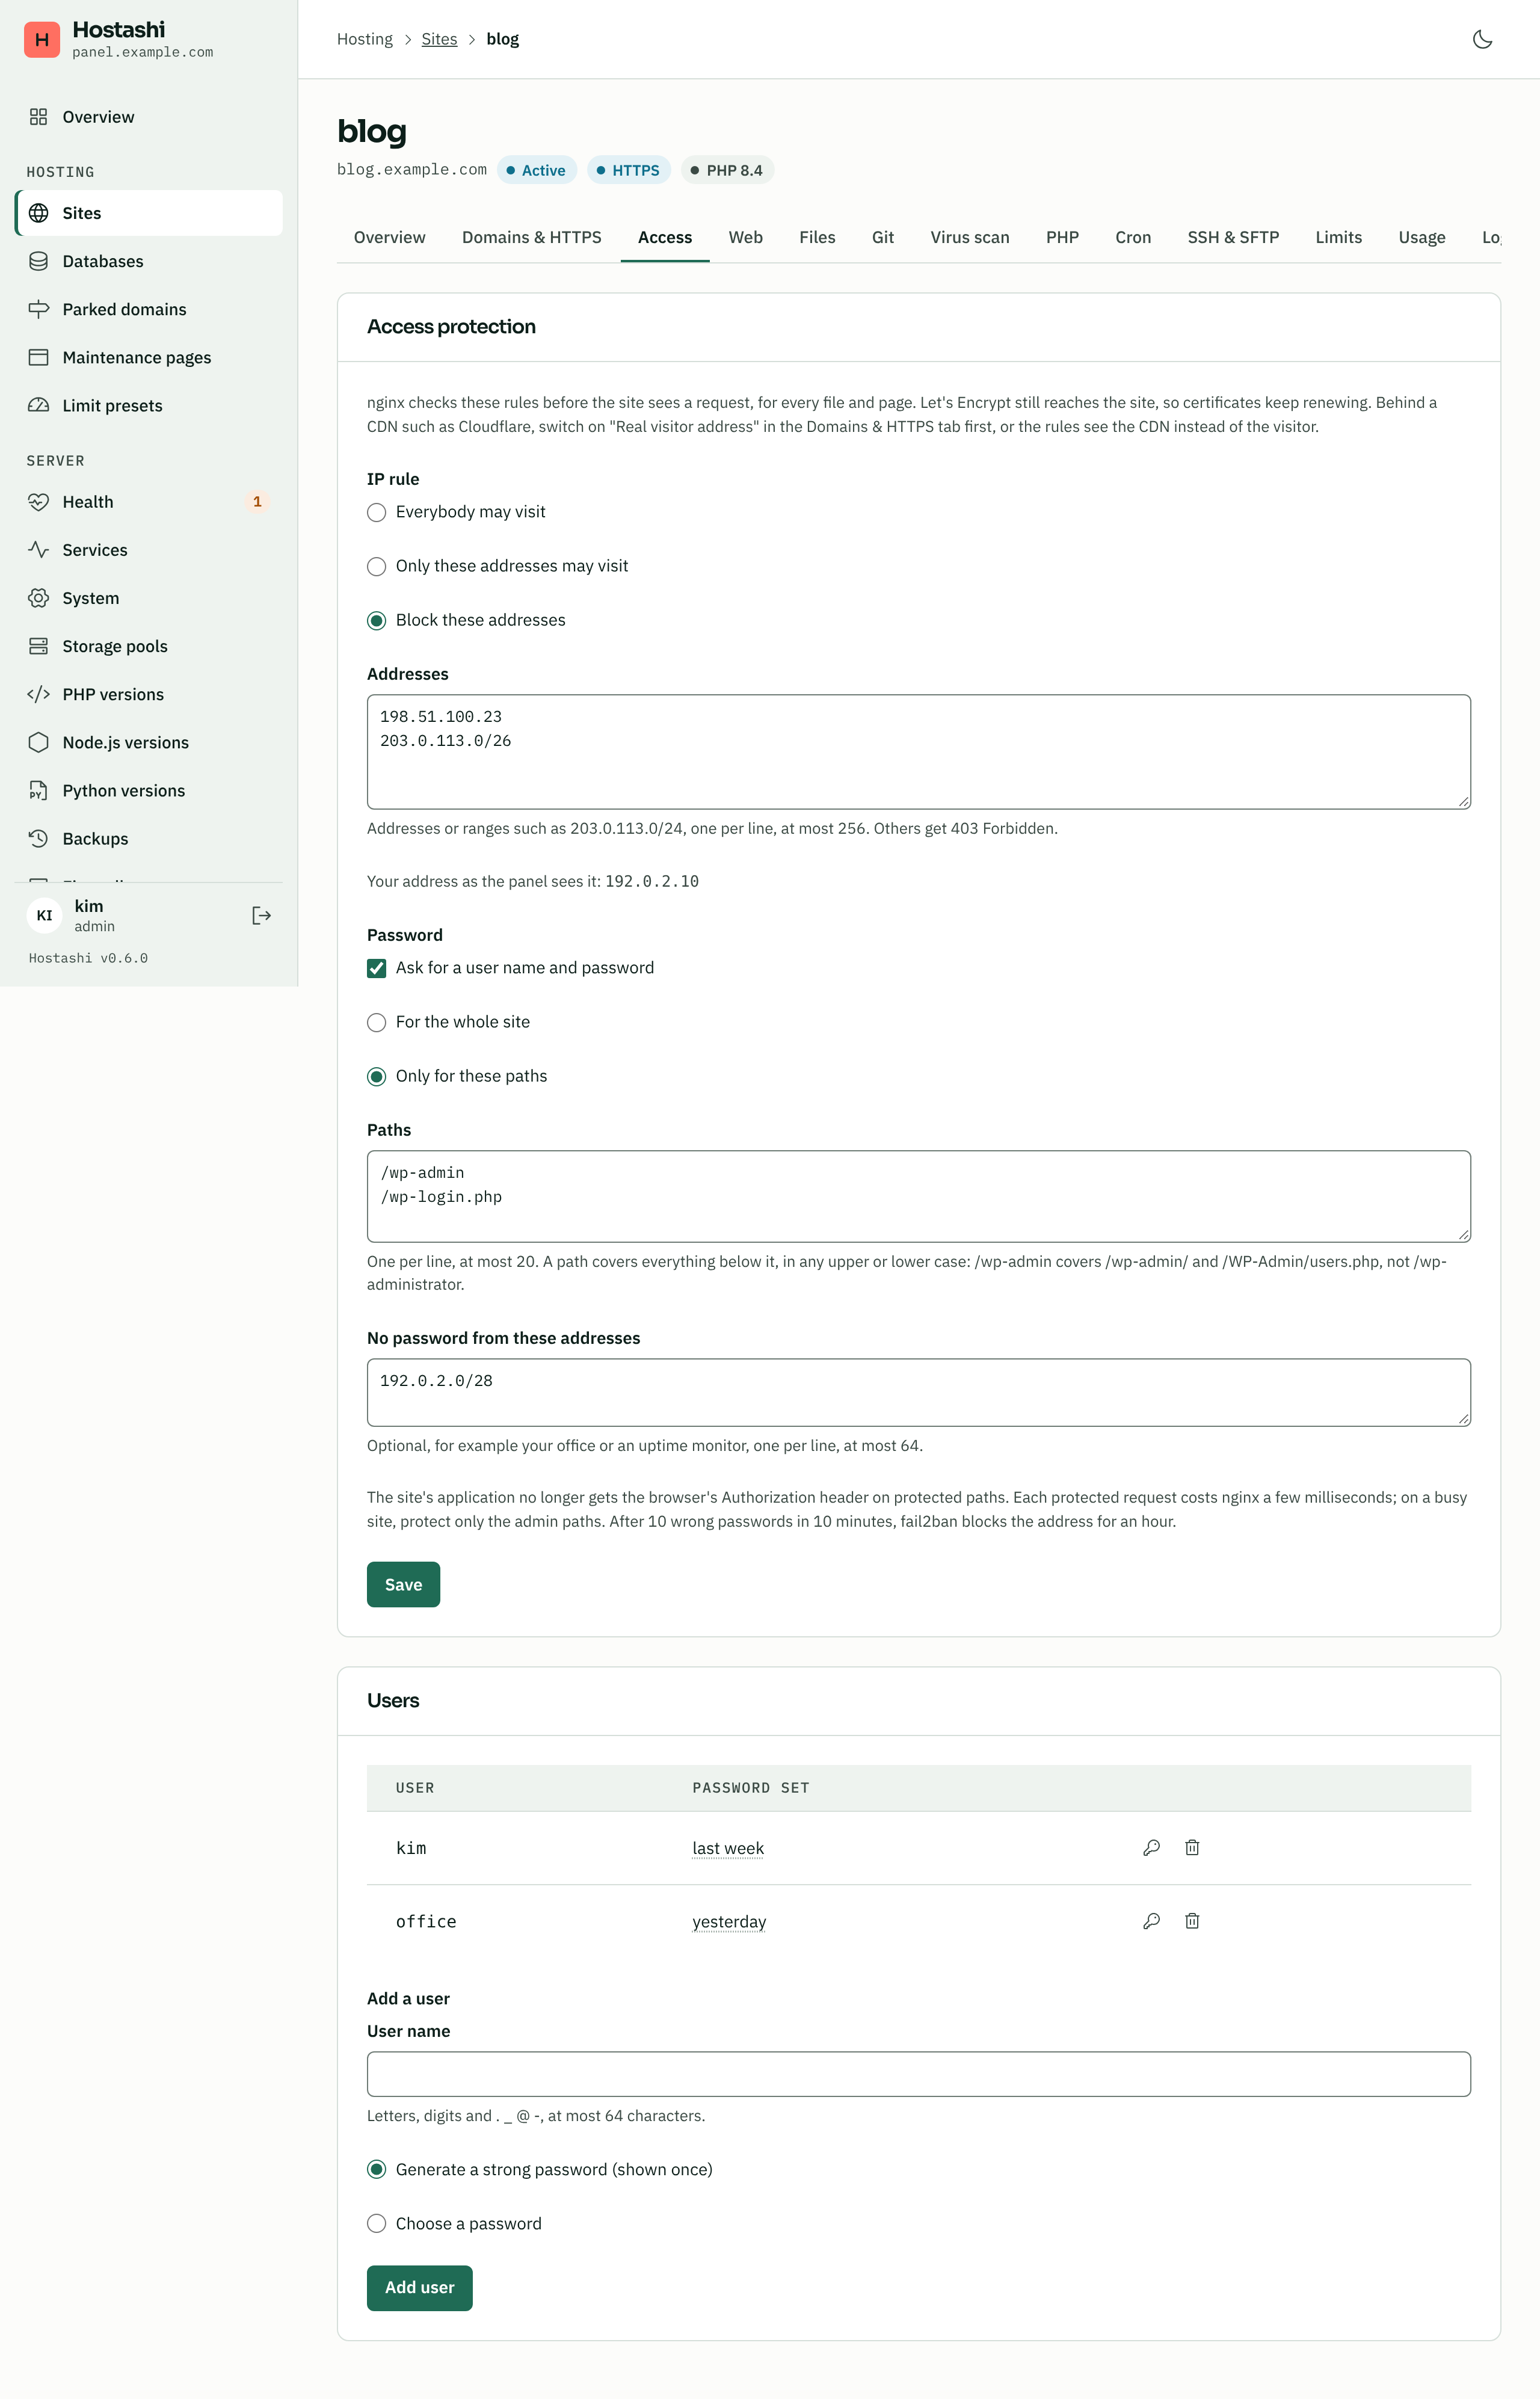 H
Hostashi
panel.example.com
Overview
HOSTING
Sites
Databases
Parked domains
Maintenance pages
Limit presets
SERVER
Health
1
Services
System
Storage pools
PHP versions
Node.js versions
PY
Python versions
Backups
KI
kim
admin
Hostashi v0.6.0
Hosting
Sites
blog
blog
blog.example.com
Active
HTTPS
PHP 8.4
Overview
Domains & HTTPS
Access
Web
Files
Git
Virus scan
PHP
Cron
SSH & SFTP
Limits
Usage
Access protection
nginx checks these rules before the site sees a request, for every file and page. Let's Encrypt still reaches the site, so certificates keep renewing. Behind a
CDN such as Cloudflare, switch on "Real visitor address" in the Domains & HTTPS tab first, or the rules see the CDN instead of the visitor.
IP rule
Everybody may visit
Only these addresses may visit
Block these addresses
Addresses
198.51.100.23
203.0.113.0/26
Addresses or ranges such as 203.0.113.0/24, one per line, at most 256. Others get 403 Forbidden.
Your address as the panel sees it: 192.0.2.10
Password
Ask for a user name and password
For the whole site
Only for these paths
Paths
/wp-admin
/wp-login.php
One per line, at most 20. A path covers everything below it, in any upper or lower case: /wp-admin covers /wp-admin/ and /WP-Admin/users.php, not /wp-
administrator.
No password from these addresses
192.0.2.0/28
Optional, for example your office or an uptime monitor, one per line, at most 64.
The site's application no longer gets the browser's Authorization header on protected paths. Each protected request costs nginx a few milliseconds; on a busy
site, protect only the admin paths. After 10 wrong passwords in 10 minutes, fail2ban blocks the address for an hour.
Save
Users
USER
PASSWORD SET
kim
last week
office
yesterday
Add a user
User name
Letters, digits and . _ @ -, at most 64 characters.
Generate a strong password (shown once)
Choose a password
Add user